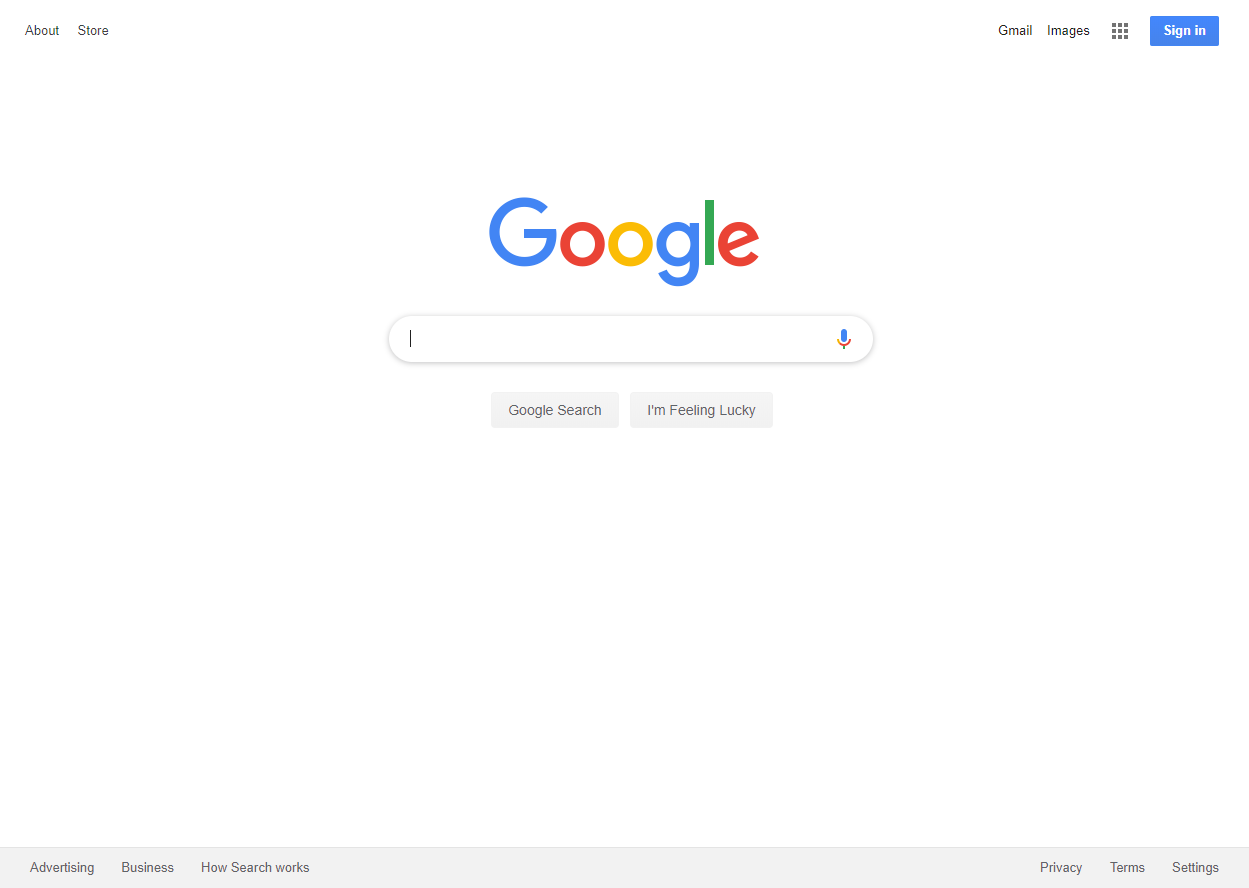 About Store Gmail Images Sign in
Google
Google Search I'm Feeling Lucky
Advertising Business How Search works Privacy Terms Settings